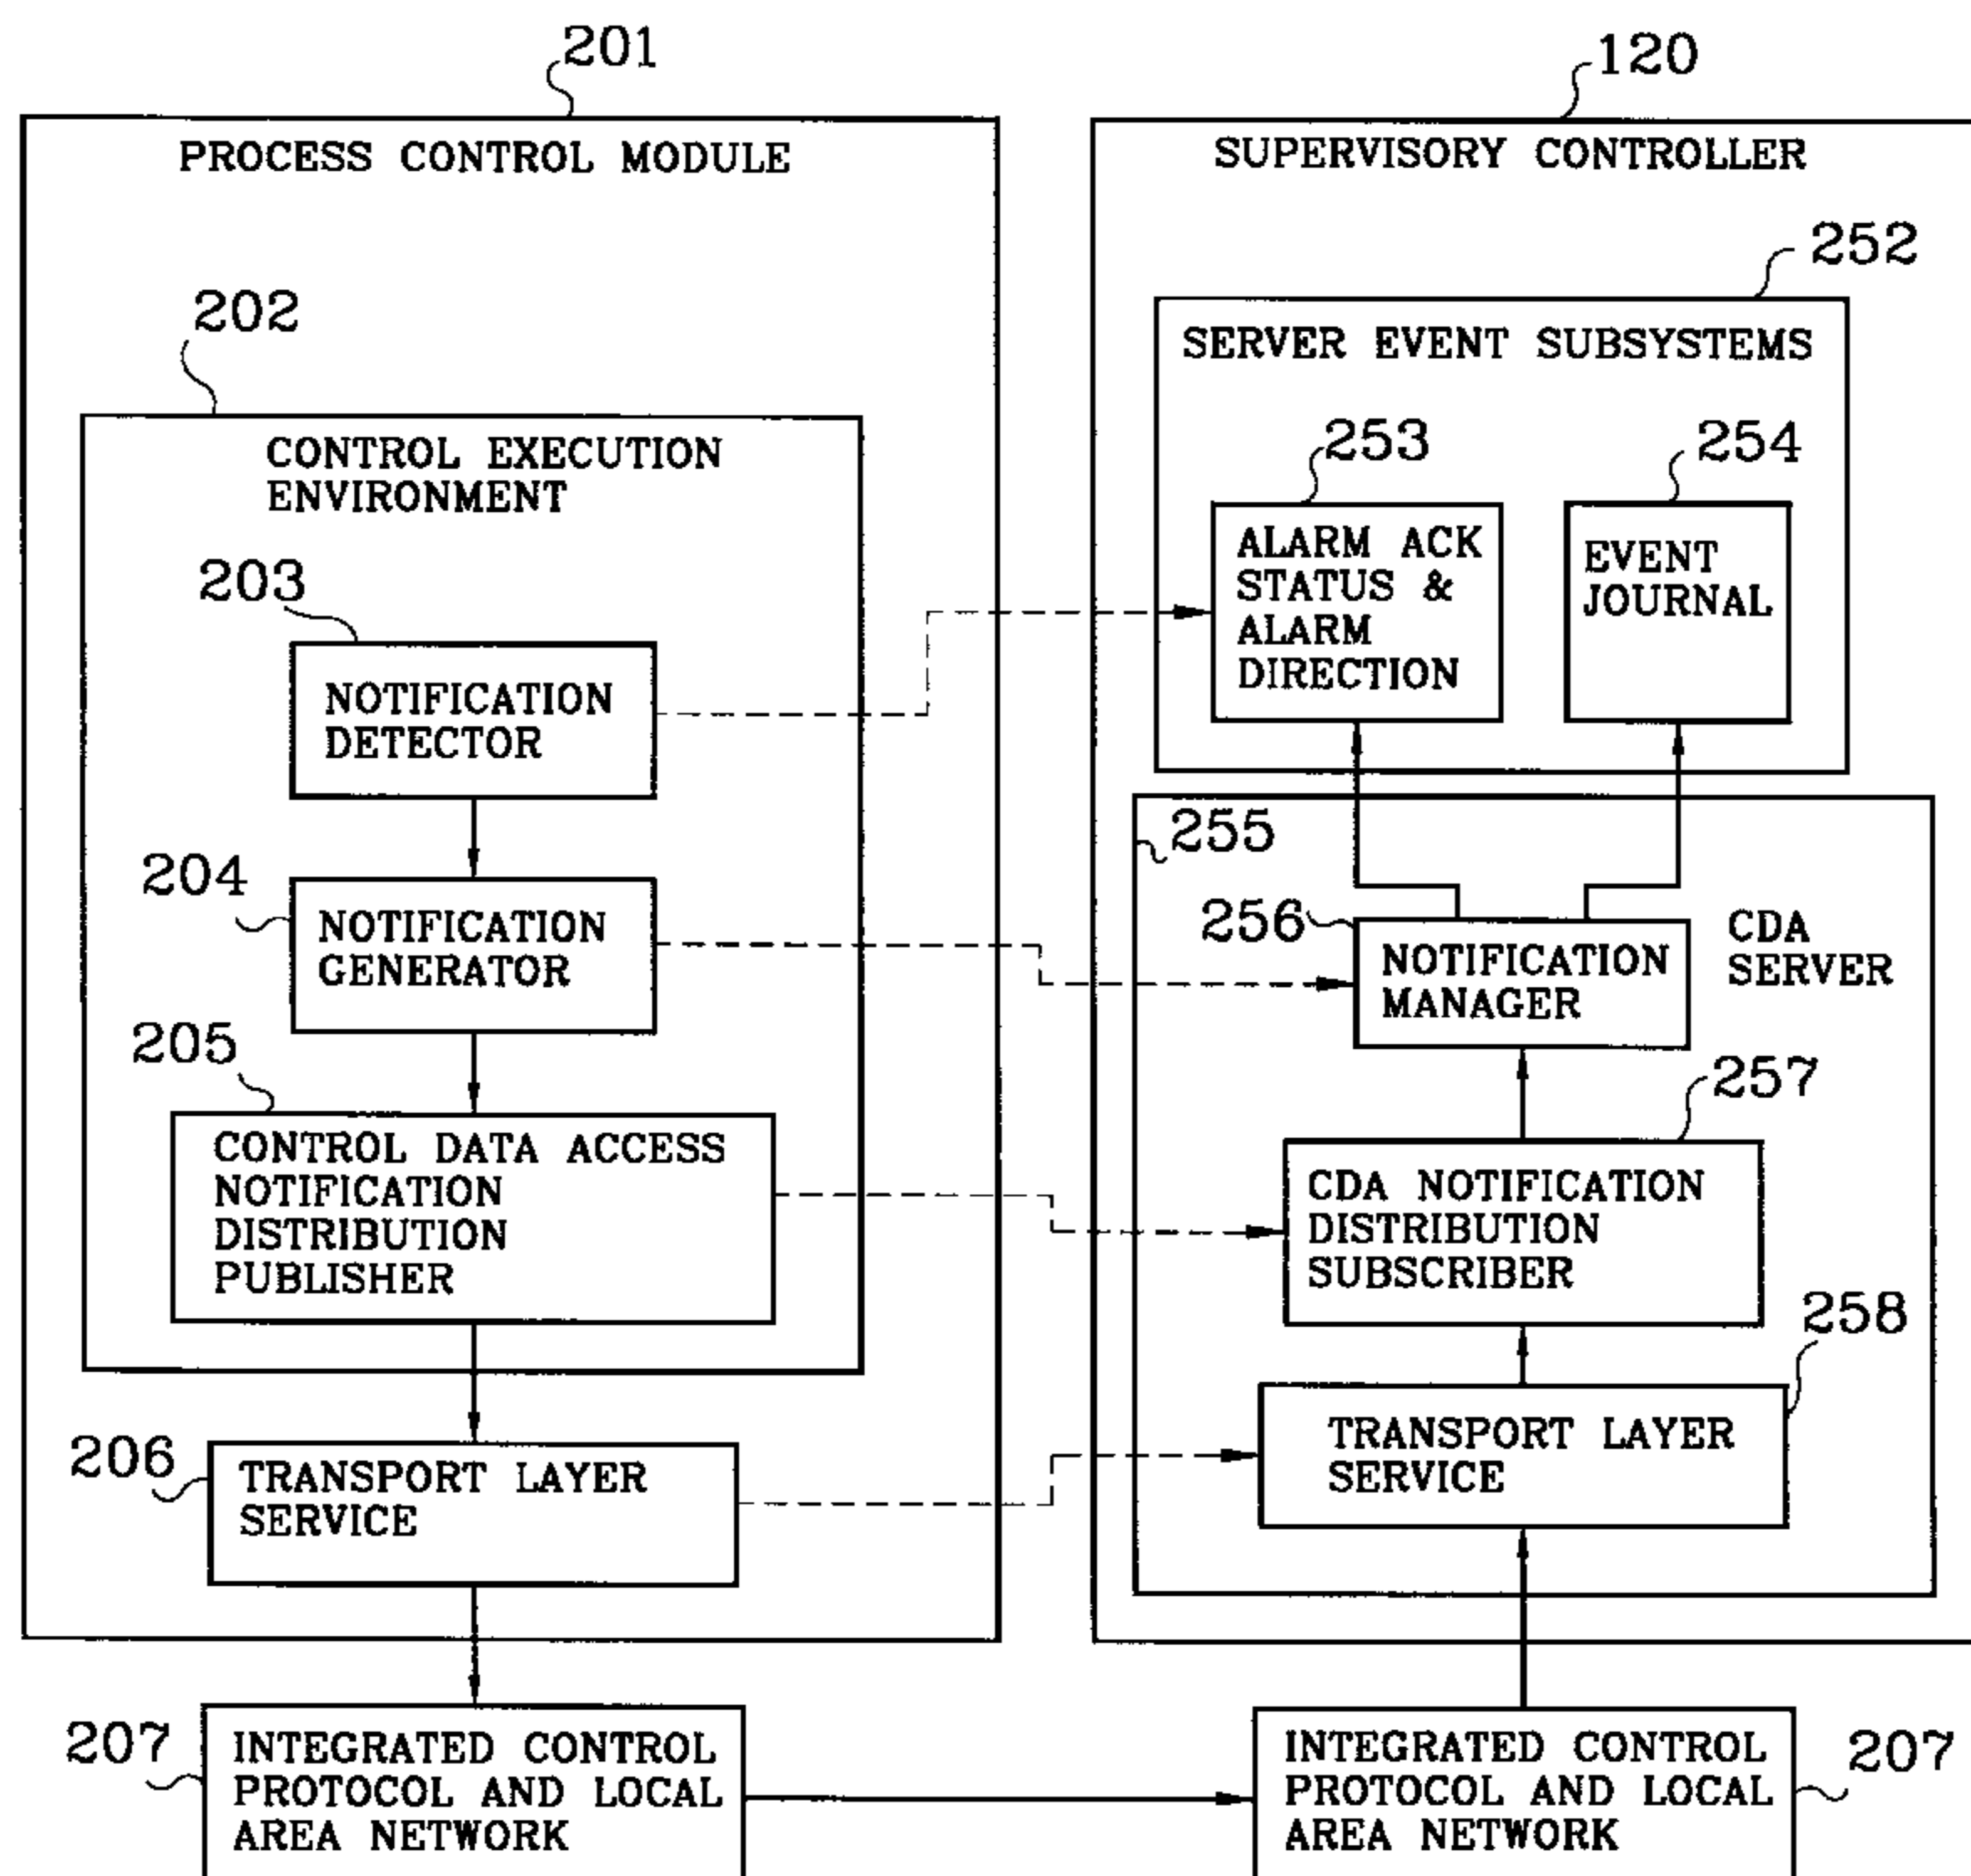 201
PROCESS CONTROL MODULE
202
CONTROL EXECUTION
ENVIRONMENT
203
NOTIFICATION
DETECTOR
204
NOTIFICATION
GENERATOR
205
CONTROL DATA ACCESS
NOTIFICATION
DISTRIBUTION
PUBLISHER
206
TRANSPORT LAYER
SERVICE
207
INTEGRATED CONTROL
PROTOCOL AND LOCAL
AREA NETWORK
120
SUPERVISORY CONTROLLER
252
SERVER EVENT SUBSYSTEMS
253
ALARM ACK
STATUS &
ALARM
DIRECTION
254
EVENT
JOURNAL
255
256
NOTIFICATION
MANAGER
CDA
SERVER
257
CDA NOTIFICATION
DISTRIBUTION
SUBSCRIBER
258
TRANSPORT LAYER
SERVICE
INTEGRATED CONTROL
PROTOCOL AND LOCAL
AREA NETWORK
207